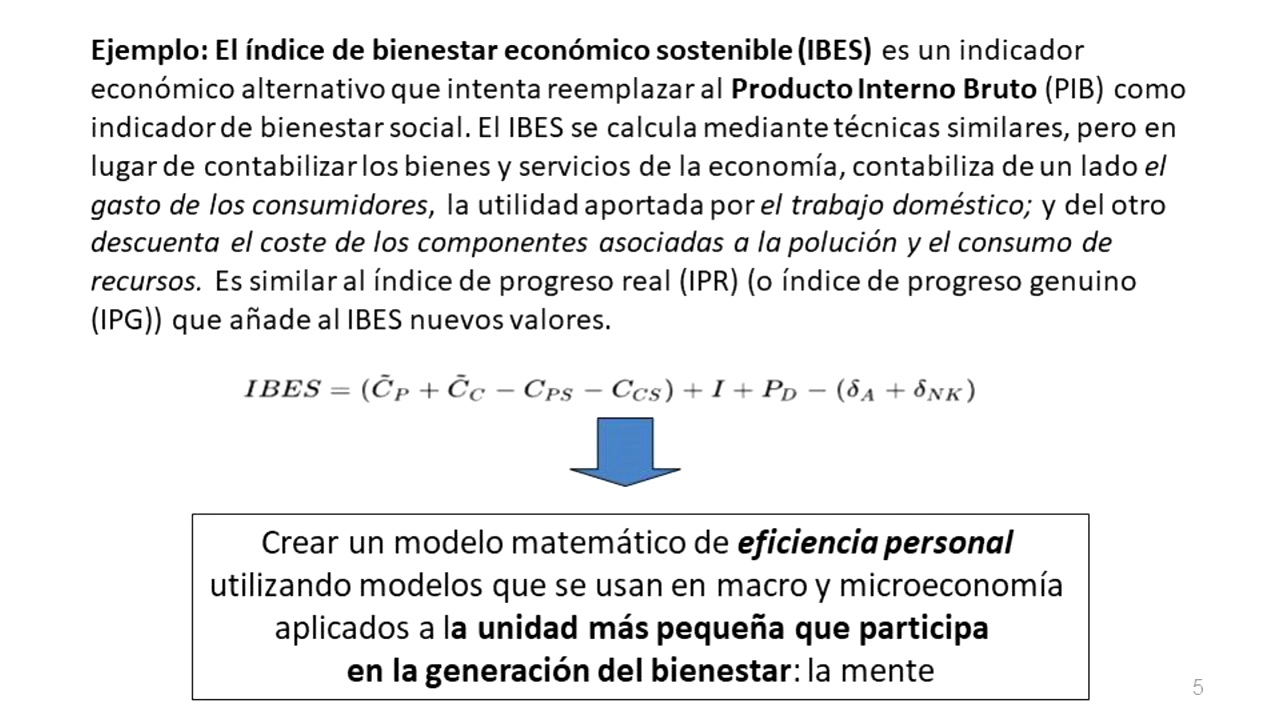 Ejemplo: El índice de bienestar económico sostenible (IBES) es un indicador
económico alternativo que intenta reemplazar al Producto Interno Bruto (PIB) como
indicador de bienestar social. El IBES se calcula mediante técnicas similares, pero en
lugar de contabilizar los bienes y servicios de la economía, contabiliza de un lado el
gasto de los consumidores, la utilidad aportada por el trabajo doméstico; y del otro
descuenta el coste de los componentes asociadas a la polución y el consumo de
recursos. Es similar al índice de progreso real (IPR) (o índice de progreso genuino
(IPG)) que añade al IBES nuevos valores.
IBES = (C̃_P + C̃_C − C_PS − C_CS) + I + P_D − (δ_A + δ_NK)
Crear un modelo matemático de eficiencia personal
utilizando modelos que se usan en macro y microeconomía
aplicados a la unidad más pequeña que participa
en la generación del bienestar: la mente
5